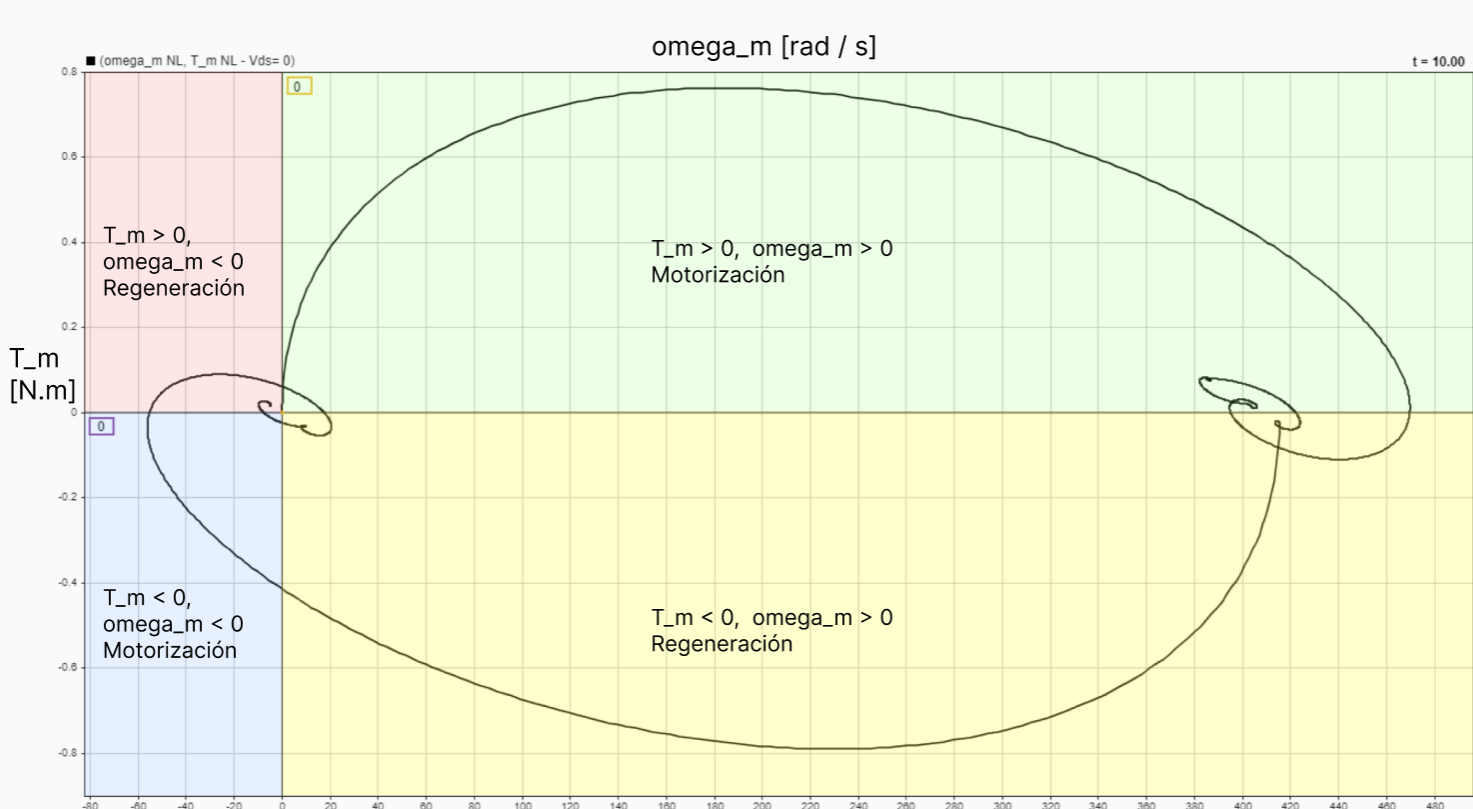 omega_m [rad / s]
(omega_m NL, T_m NL - Vds= 0)
t = 10.00
0.8
0
0.6
T_m > 0,
omega_m < 0
Regeneración
T_m > 0, omega_m > 0
Motorización
0.4
0.2
T_m
[N.m]
0
0
-0.2
-0.4
T_m < 0,
omega_m < 0
Motorización
T_m < 0, omega_m > 0
Regeneración
-0.6
-0.8
-80 -60 -40 -20 0 20 40 60 80 100 120 140 160 180 200 220 240 260 280 300 320 340 360 380 400 420 440 460 480